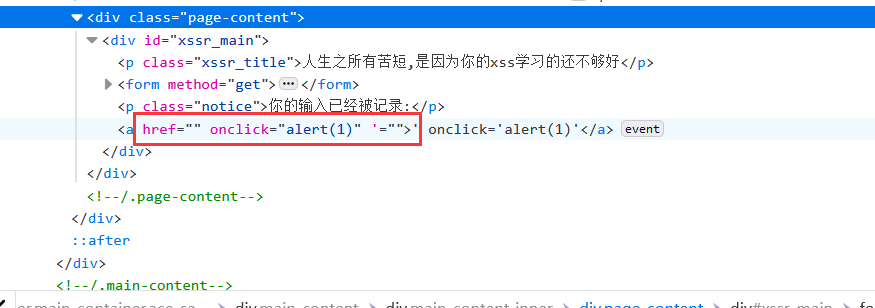 <div class="page-content">
<div id="xssr_main">
<p class="xssr_title">人生之所有苦短,是因为你的xss学习的还不够好</p>
<form method="get"> ••• </form>
<p class="notice">你的输入已经被记录:</p>
<a href="" onclick="alert(1)" '="">' onclick='alert(1)'</a> event
</div>
</div>
<!--/.page-content-->
</div>
::after
</div>
<!--/.main-content-->
div.main-content div.main-content-inner div.page-content div#xssr_main